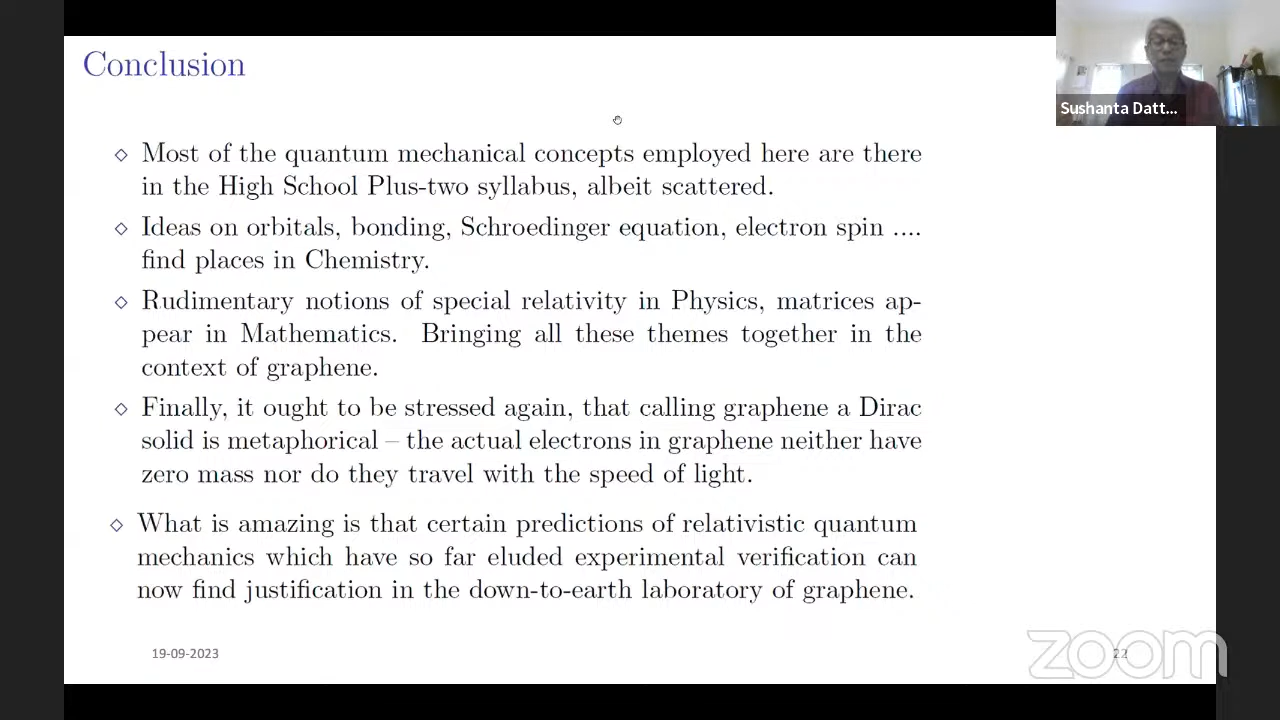 Conclusion
Sushanta Datt...
Most of the quantum mechanical concepts employed here are there
in the High School Plus-two syllabus, albeit scattered.
Ideas on orbitals, bonding, Schroedinger equation, electron spin ....
find places in Chemistry.
Rudimentary notions of special relativity in Physics, matrices ap-
pear in Mathematics. Bringing all these themes together in the
context of graphene.
Finally, it ought to be stressed again, that calling graphene a Dirac
solid is metaphorical – the actual electrons in graphene neither have
zero mass nor do they travel with the speed of light.
What is amazing is that certain predictions of relativistic quantum
mechanics which have so far eluded experimental verification can
now find justification in the down-to-earth laboratory of graphene.
19-09-2023
22
zoom